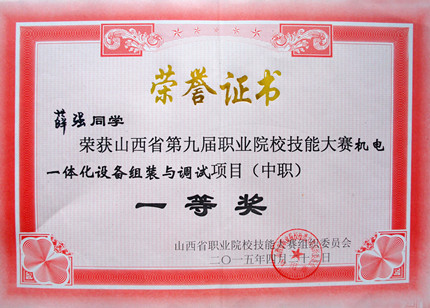 荣誉证书
薛强同学
荣获山西省第九届职业院校技能大赛机电
一体化设备组装与调试项目（中职）
一等奖
山西省职业院校技能大赛组织委员会
二〇一五年四月二十三日